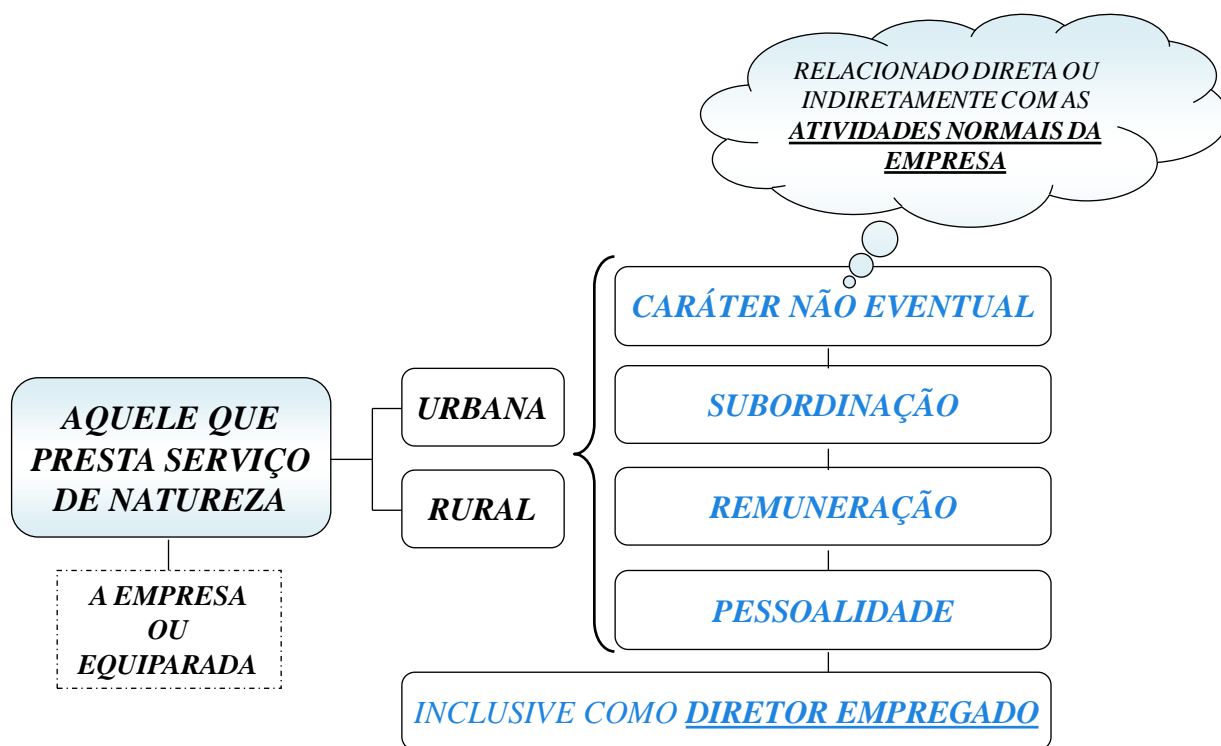 RELACIONADO DIRETA OU
INDIRETAMENTE COM AS
ATIVIDADES NORMAIS DA
EMPRESA
CARÁTER NÃO EVENTUAL
AQUELE QUE
PRESTA SERVIÇO
DE NATUREZA
URBANA
RURAL
SUBORDINAÇÃO
REMUNERAÇÃO
PESSOALIDADE
A EMPRESA
OU
EQUIPARADA
INCLUSIVE COMO DIRETOR EMPREGADO